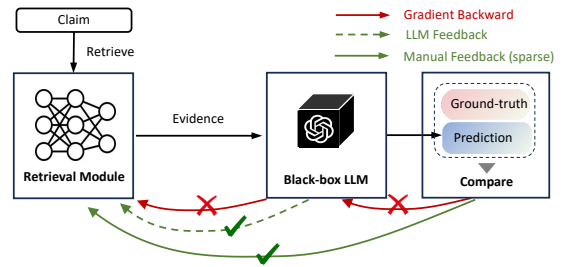 Claim
Gradient Backward
LLM Feedback
Manual Feedback (sparse)
Retrieve
Evidence
Ground-truth
Prediction
Retrieval Module
Black-box LLM
Compare